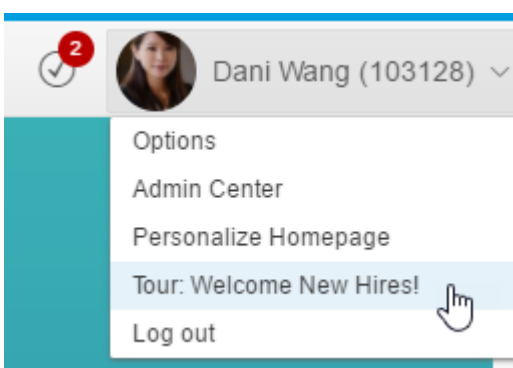 2
Dani Wang (103128)
Options
Admin Center
Personalize Homepage
Tour: Welcome New Hires!
Log out